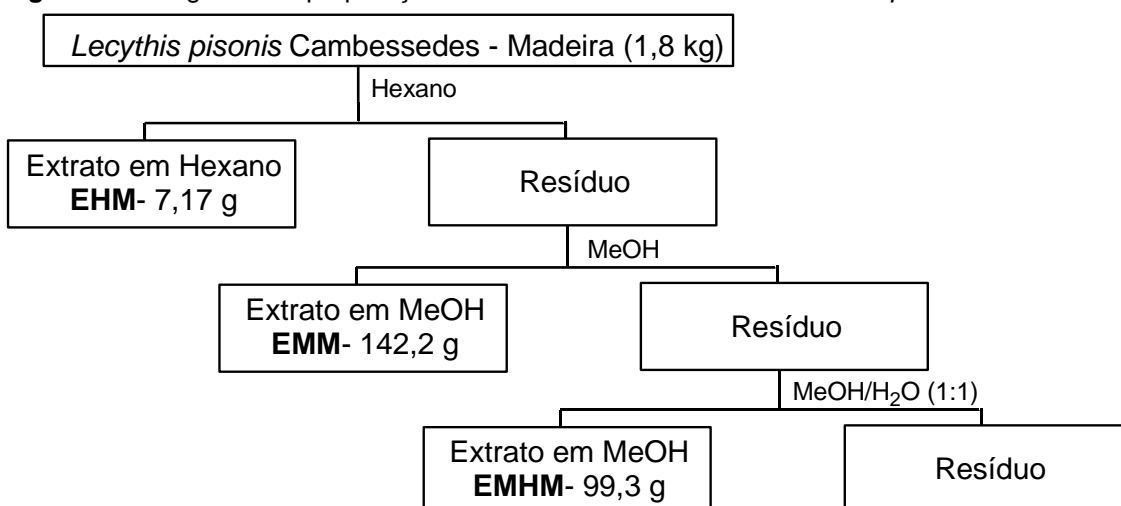 Lecythis pisonis Cambessedes - Madeira (1,8 kg)
Hexano
Extrato em Hexano
EHM- 7,17 g
Resíduo
MeOH
Extrato em MeOH
EMM- 142,2 g
Resíduo
MeOH/H₂O (1:1)
Extrato em MeOH
EMHM- 99,3 g
Resíduo